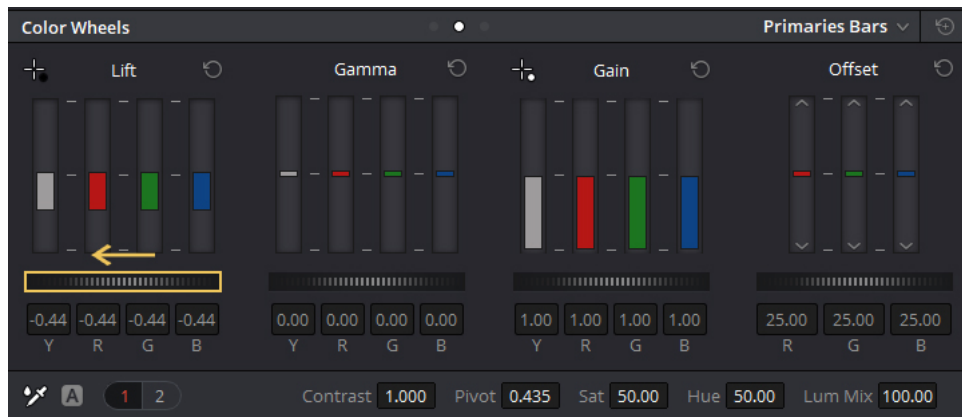 Color Wheels Primaries Bars
Lift Gamma Gain Offset
-0.44 -0.44 -0.44 -0.44 0.00 0.00 0.00 0.00 1.00 1.00 1.00 1.00 25.00 25.00 25.00
Y R G B Y R G B Y R G B R G B
A 1 2 Contrast 1.000 Pivot 0.435 Sat 50.00 Hue 50.00 Lum Mix 100.00